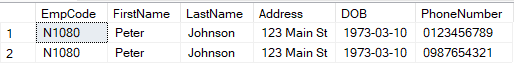 EmpCode FirstName LastName Address DOB PhoneNumber
1 N1080 Peter Johnson 123 Main St 1973-03-10 0123456789
2 N1080 Peter Johnson 123 Main St 1973-03-10 0987654321